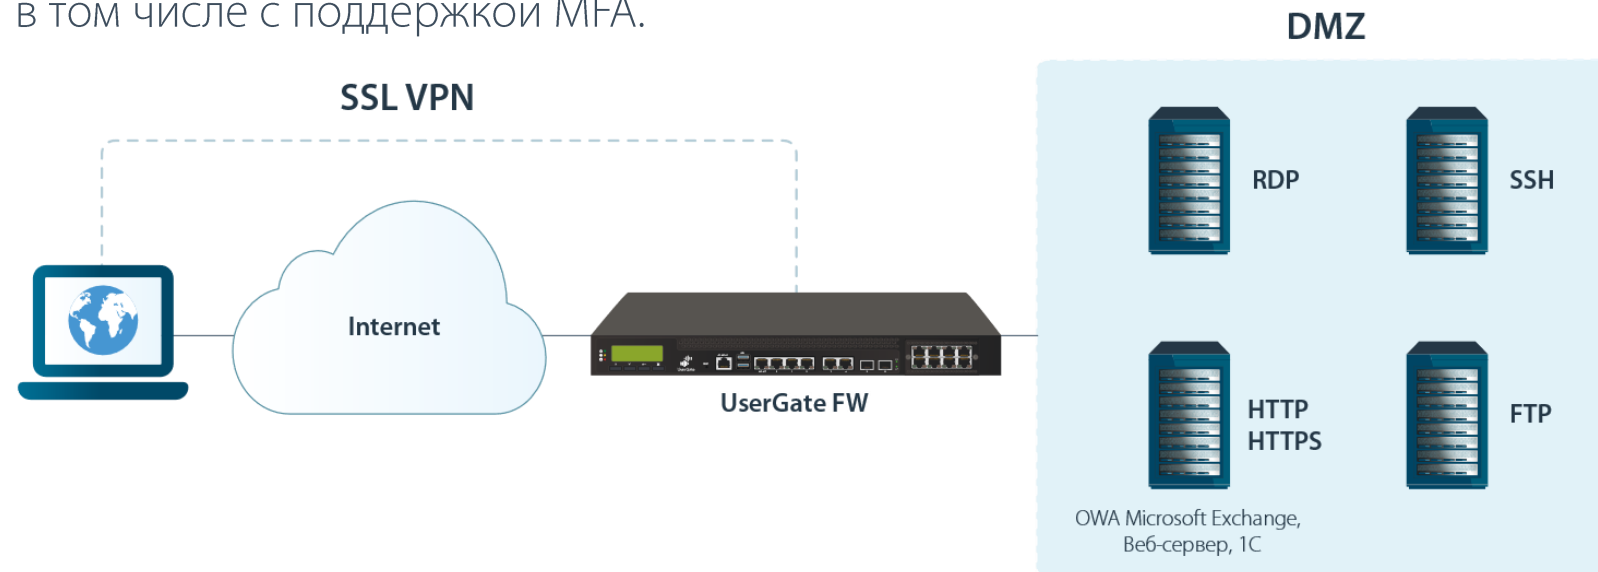 в том числе с поддержкой MFA.
DMZ
SSL VPN
RDP
SSH
Internet
UserGate FW
HTTP
HTTPS
FTP
OWA Microsoft Exchange,
Веб-сервер, 1С